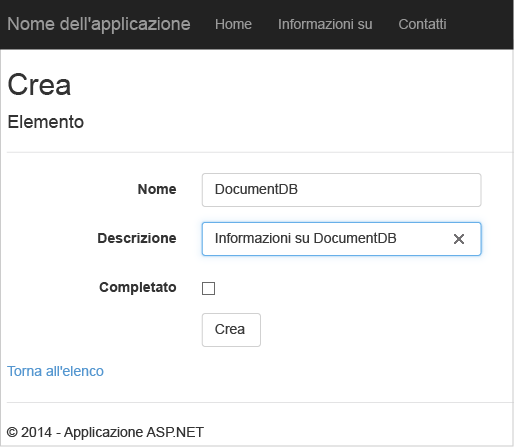 Nome dell'applicazione Home Informazioni su Contatti
Crea
Elemento
Nome DocumentDB
Descrizione Informazioni su DocumentDB
Completato
Crea
Torna all'elenco
© 2014 - Applicazione ASP.NET